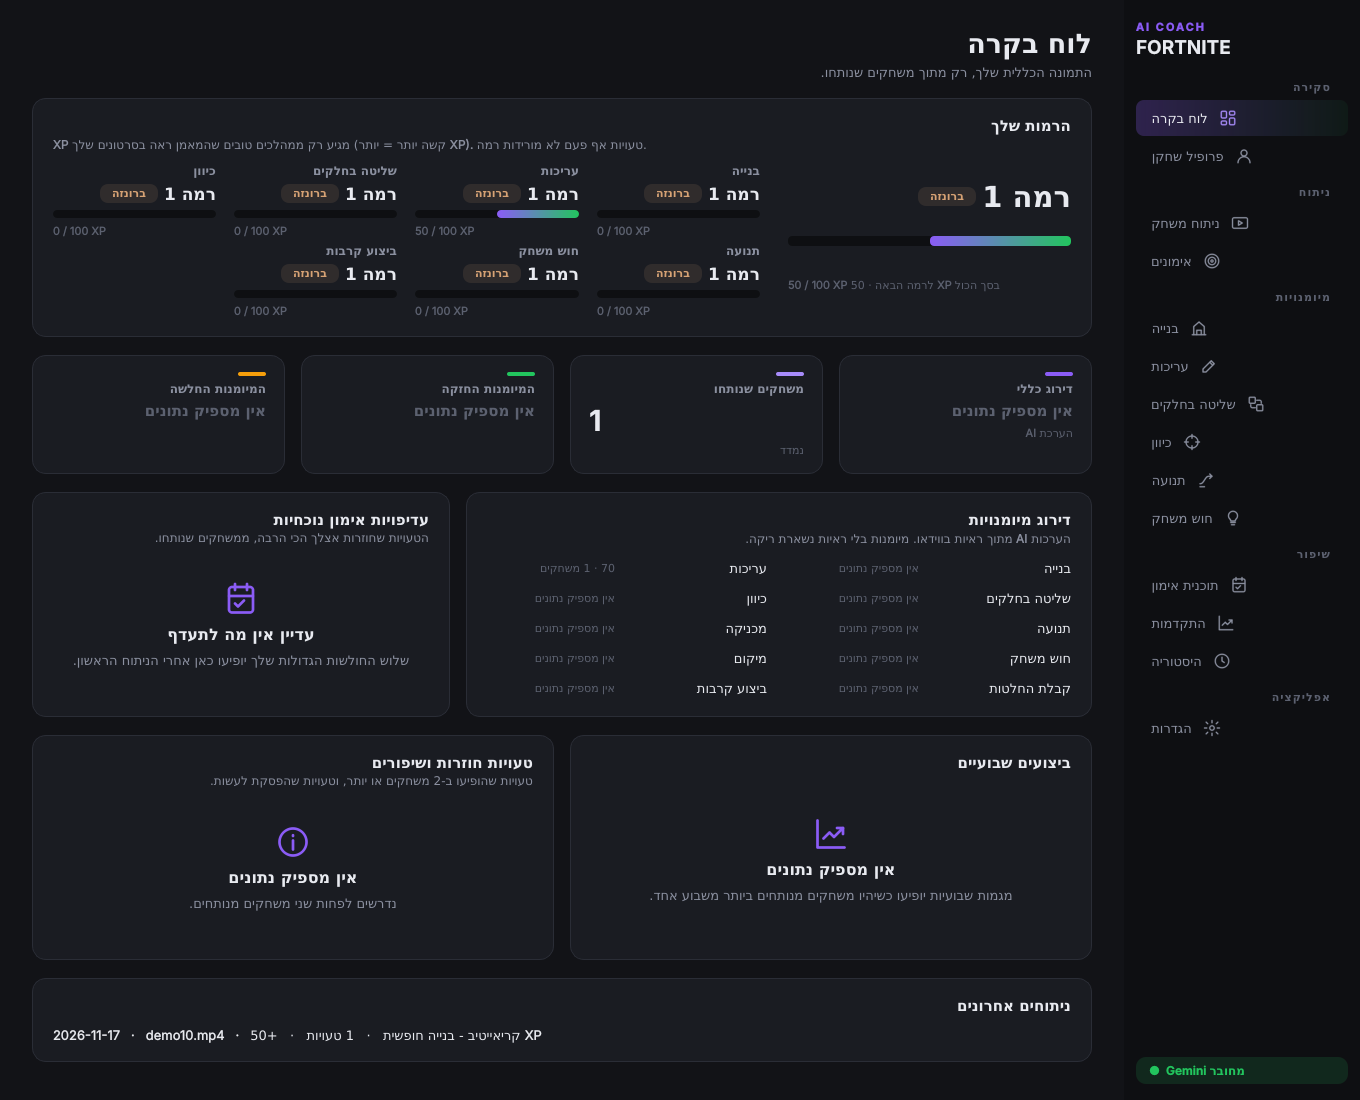 AI COACH
FORTNITE
סקירה
לוח בקרה
פרופיל שחקן
ניתוח
ניתוח משחק
אימונים
מיומנויות
בנייה
עריכות
שליטה בחלקים
כיוון
תנועה
חוש משחק
שיפור
תוכנית אימון
התקדמות
היסטוריה
אפליקציה
הגדרות
מחובר Gemini
לוח בקרה
התמונה הכללית שלך, רק מתוך משחקים שנותחו.
הרמות שלך
XP מגיע רק ממהלכים טובים שהמאמן ראה בסרטונים שלך (קשה יותר = יותר XP). טעויות אף פעם לא מורידות רמה.
רמה 1 ברונזה
50 / 100 XP לרמה הבאה · 50 XP בסך הכול
בנייה
רמה 1 ברונזה
0 / 100 XP
עריכות
רמה 1 ברונזה
50 / 100 XP
שליטה בחלקים
רמה 1 ברונזה
0 / 100 XP
כיוון
רמה 1 ברונזה
0 / 100 XP
תנועה
רמה 1 ברונזה
0 / 100 XP
חוש משחק
רמה 1 ברונזה
0 / 100 XP
ביצוע קרבות
רמה 1 ברונזה
0 / 100 XP
דירוג כללי
אין מספיק נתונים
הערכת AI
משחקים שנותחו
1
נמדד
המיומנות החזקה
אין מספיק נתונים
המיומנות החלשה
אין מספיק נתונים
דירוג מיומנויות
הערכות AI מתוך ראיות בווידאו. מיומנות בלי ראיות נשארת ריקה.
בנייה אין מספיק נתונים
עריכות 70 · 1 משחקים
שליטה בחלקים אין מספיק נתונים
כיוון אין מספיק נתונים
תנועה אין מספיק נתונים
מכניקה אין מספיק נתונים
חוש משחק אין מספיק נתונים
מיקום אין מספיק נתונים
קבלת החלטות אין מספיק נתונים
ביצוע קרבות אין מספיק נתונים
עדיפויות אימון נוכחיות
הטעויות שחוזרות אצלך הכי הרבה, ממשחקים שנותחו.
עדיין אין מה לתעדף
שלוש החולשות הגדולות שלך יופיעו כאן אחרי הניתוח הראשון.
ביצועים שבועיים
אין מספיק נתונים
מגמות שבועיות יופיעו כשיהיו משחקים מנותחים ביותר משבוע אחד.
טעויות חוזרות ושיפורים
טעויות שהופיעו ב-2 משחקים או יותר, וטעויות שהפסקת לעשות.
אין מספיק נתונים
נדרשים לפחות שני משחקים מנותחים.
ניתוחים אחרונים
2026-11-17 · demo10.mp4 · קריאייטיב - בנייה חופשית · 1 טעויות · +50 XP